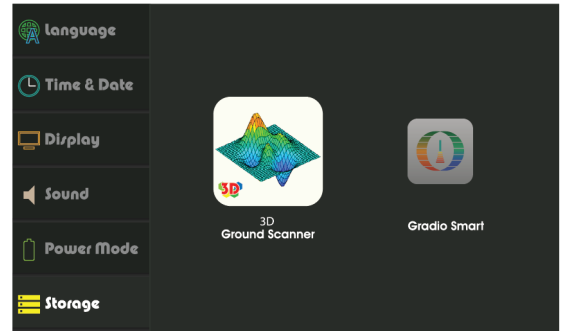 Language
Time & Date
Display
Sound
Power Mode
Storage
3D
3D
Ground Scanner
Gradio Smart